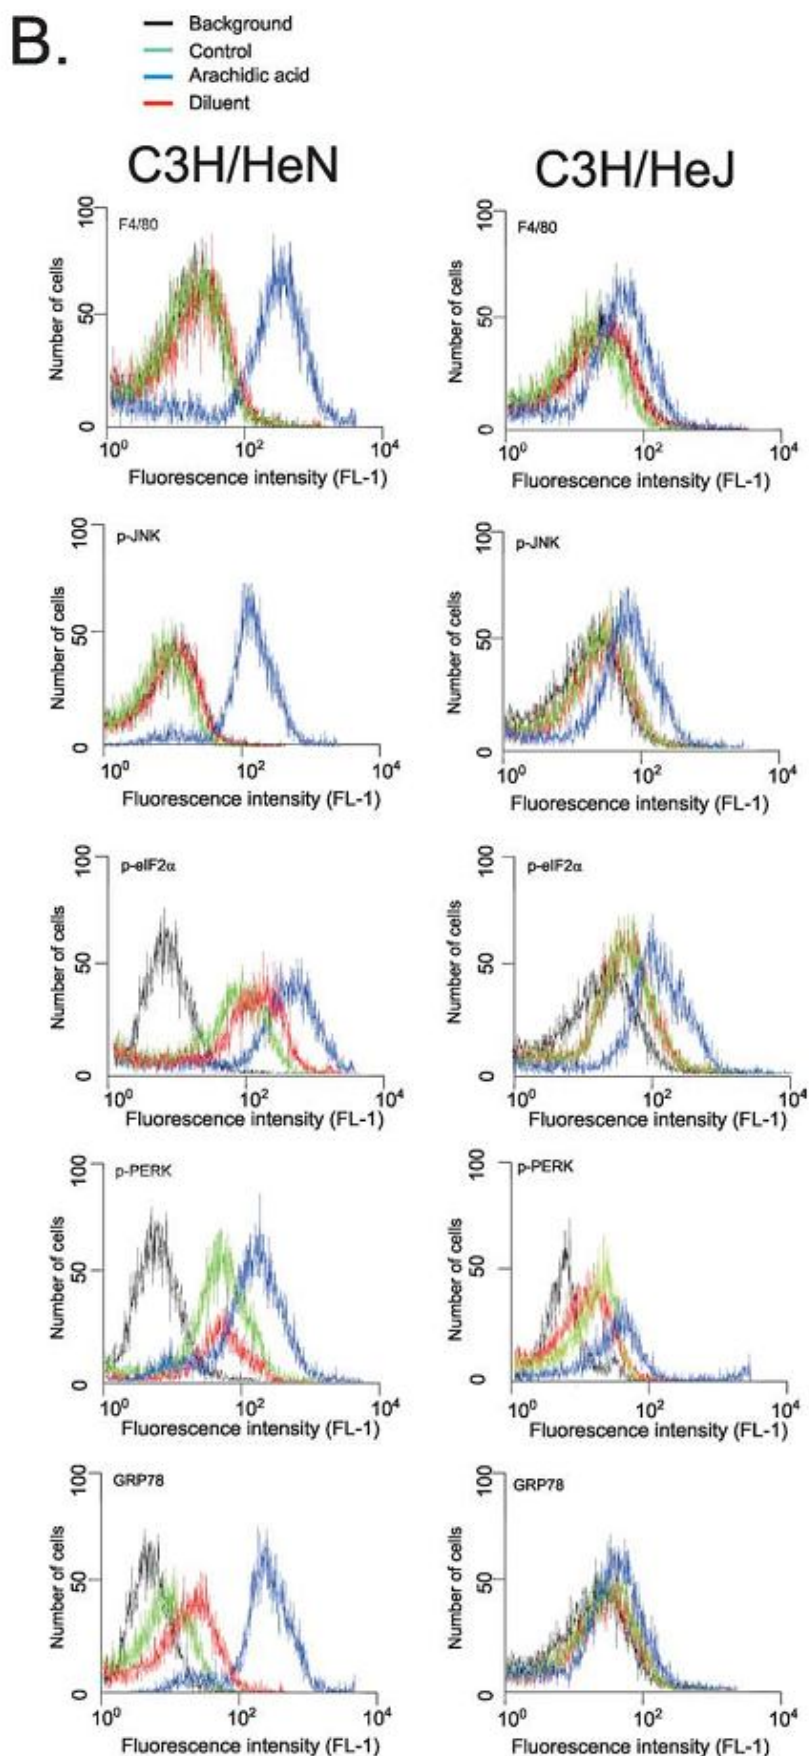 B.
Background
Control
Arachidic acid
Diluent
C3H/HeN
C3H/HeJ
F4/80
Number of cells
100
50
0
10⁰ 10² 10⁴
Fluorescence intensity (FL-1)
F4/80
Number of cells
100
50
0
10⁰ 10² 10⁴
Fluorescence intensity (FL-1)
p-JNK
Number of cells
100
50
0
10⁰ 10² 10⁴
Fluorescence intensity (FL-1)
p-JNK
Number of cells
100
50
0
10⁰ 10² 10⁴
Fluorescence intensity (FL-1)
p-eIF2α
Number of cells
100
50
0
10⁰ 10² 10⁴
Fluorescence intensity (FL-1)
p-eIF2α
Number of cells
100
50
0
10⁰ 10² 10⁴
Fluorescence intensity (FL-1)
p-PERK
Number of cells
100
50
0
10⁰ 10² 10⁴
Fluorescence intensity (FL-1)
p-PERK
Number of cells
100
50
0
10⁰ 10² 10⁴
Fluorescence intensity (FL-1)
GRP78
Number of cells
100
50
0
10⁰ 10² 10⁴
Fluorescence intensity (FL-1)
GRP78
Number of cells
100
50
0
10⁰ 10² 10⁴
Fluorescence intensity (FL-1)